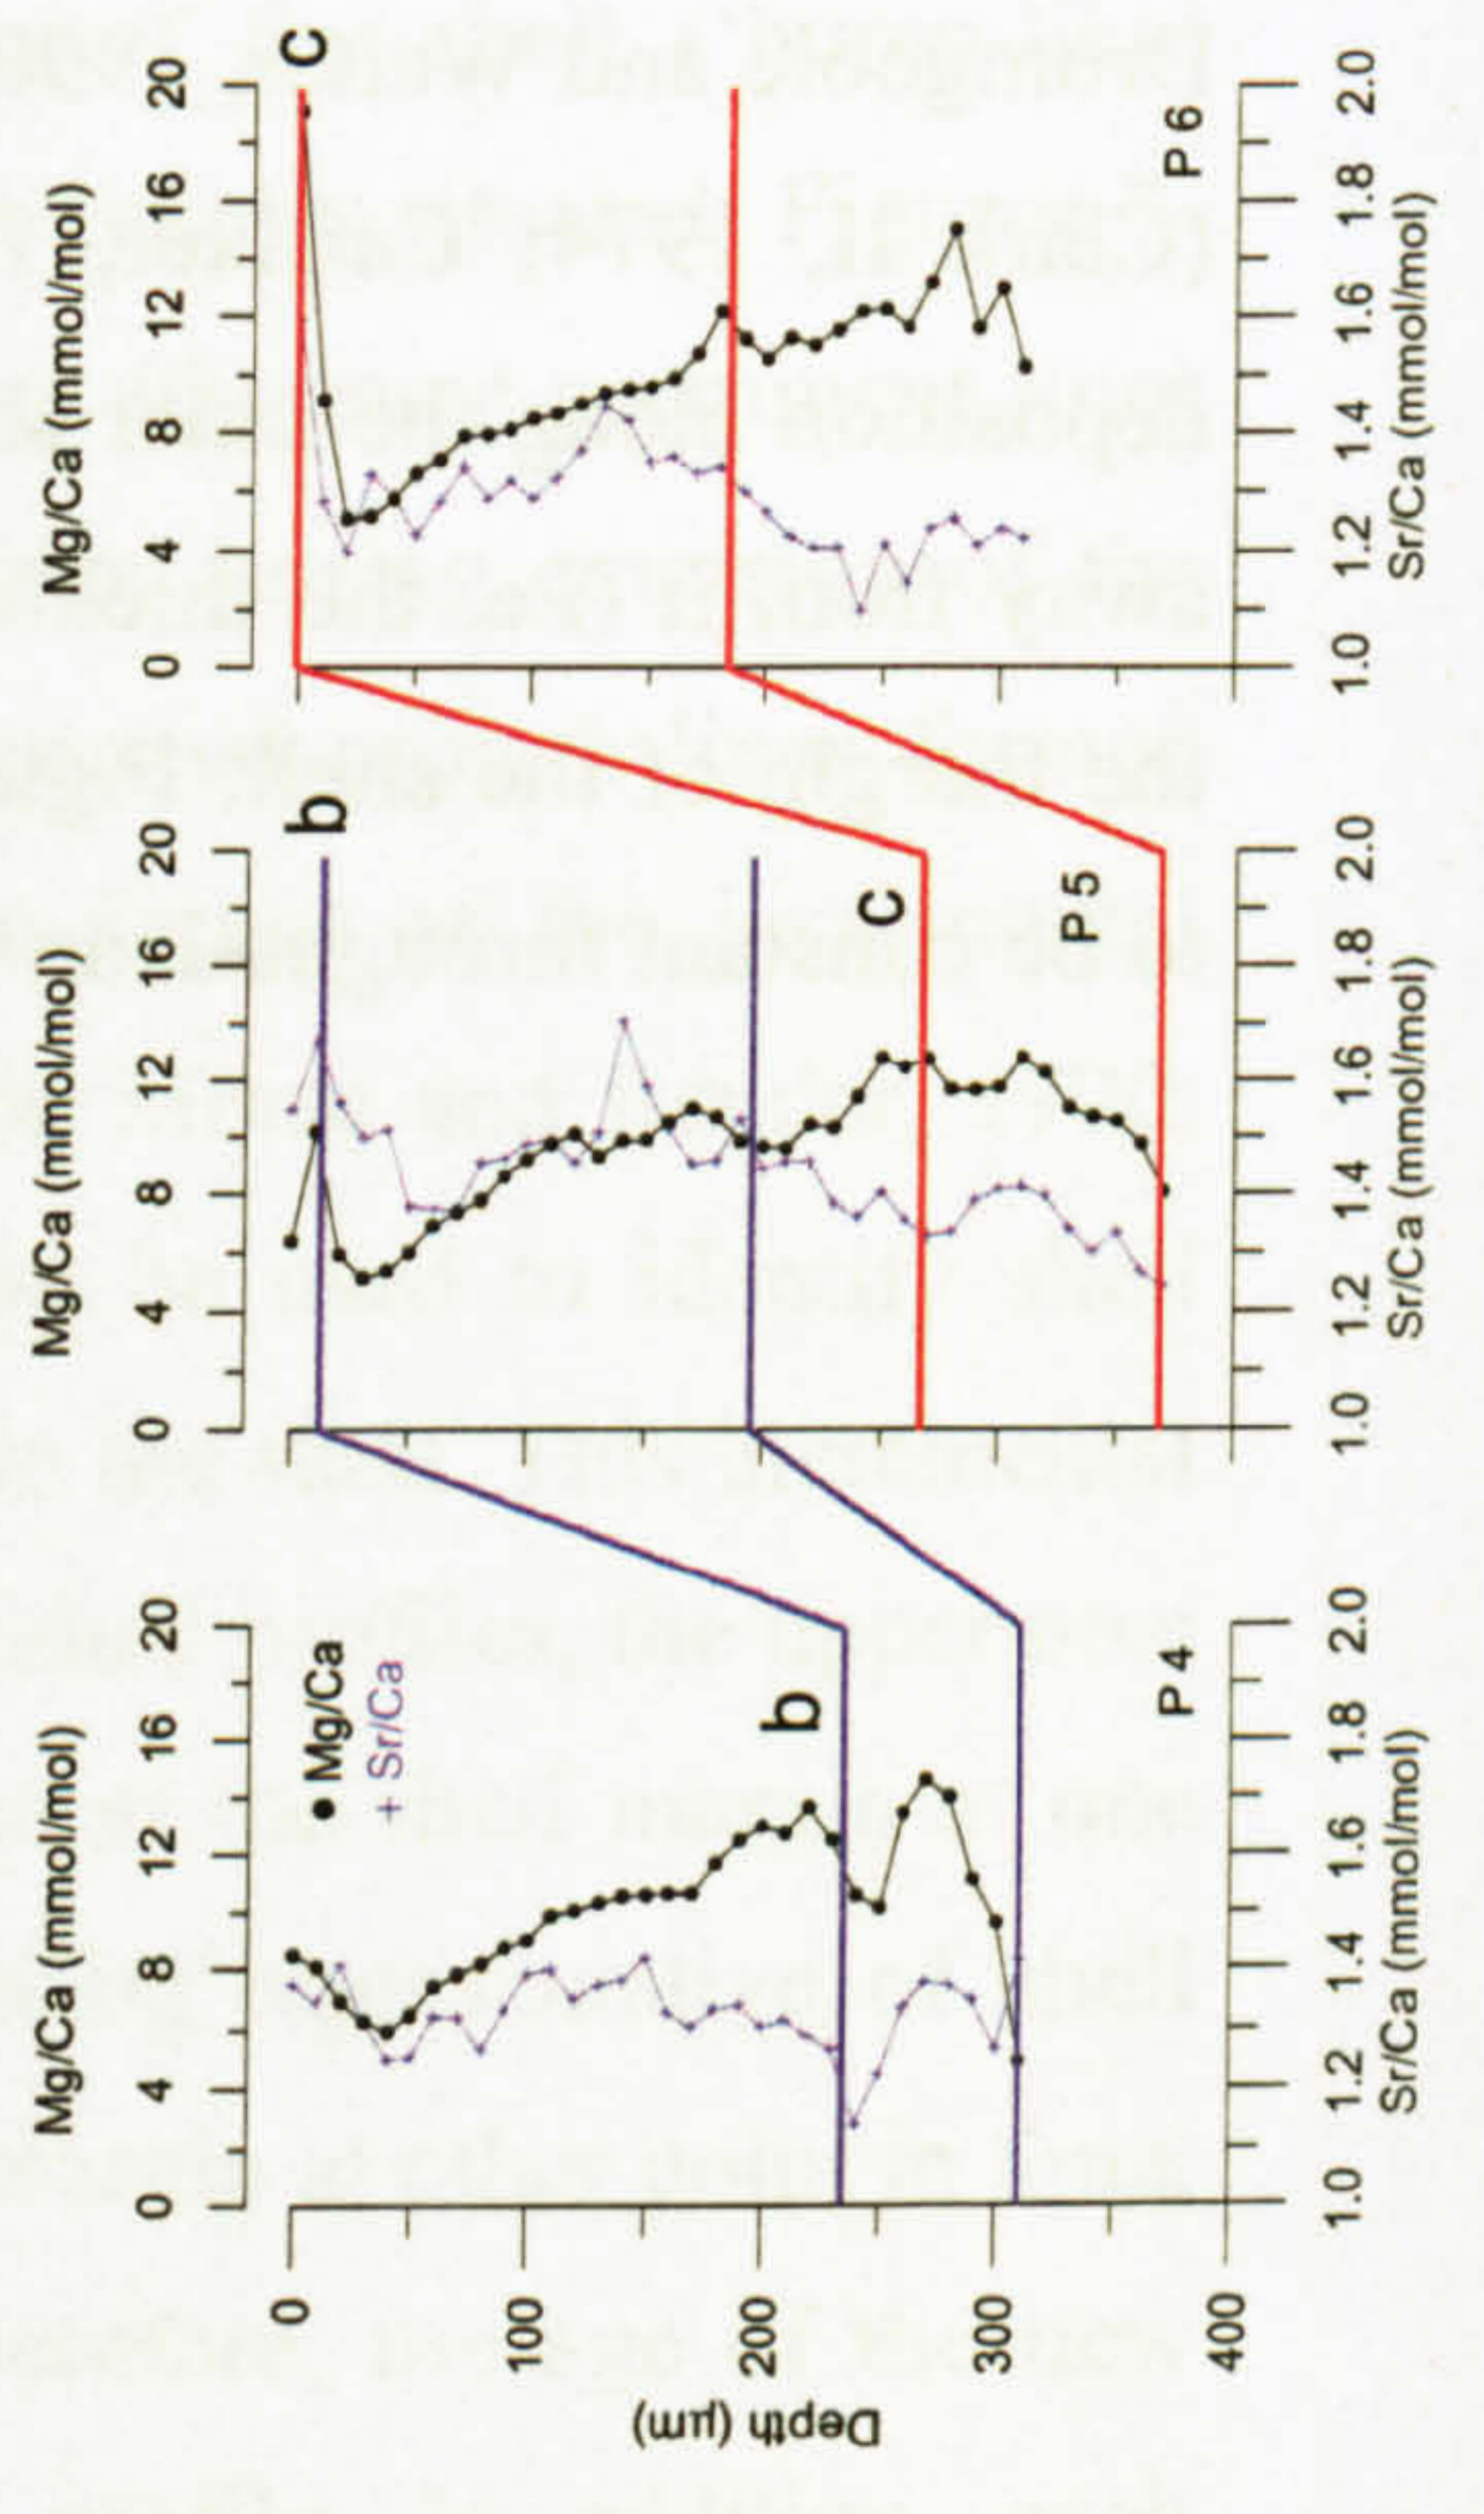 Mg/Ca (mmol/mol)
0 4 8 12 16 20
Mg/Ca (mmol/mol)
0 4 8 12 16 20
Mg/Ca (mmol/mol)
0 4 8 12 16 20
Depth (µm)
0
100
200
300
400
● Mg/Ca
+ Sr/Ca
b
P 4
b
c
P 5
c
P 6
1.0 1.2 1.4 1.6 1.8 2.0
Sr/Ca (mmol/mol)
1.0 1.2 1.4 1.6 1.8 2.0
Sr/Ca (mmol/mol)
1.0 1.2 1.4 1.6 1.8 2.0
Sr/Ca (mmol/mol)